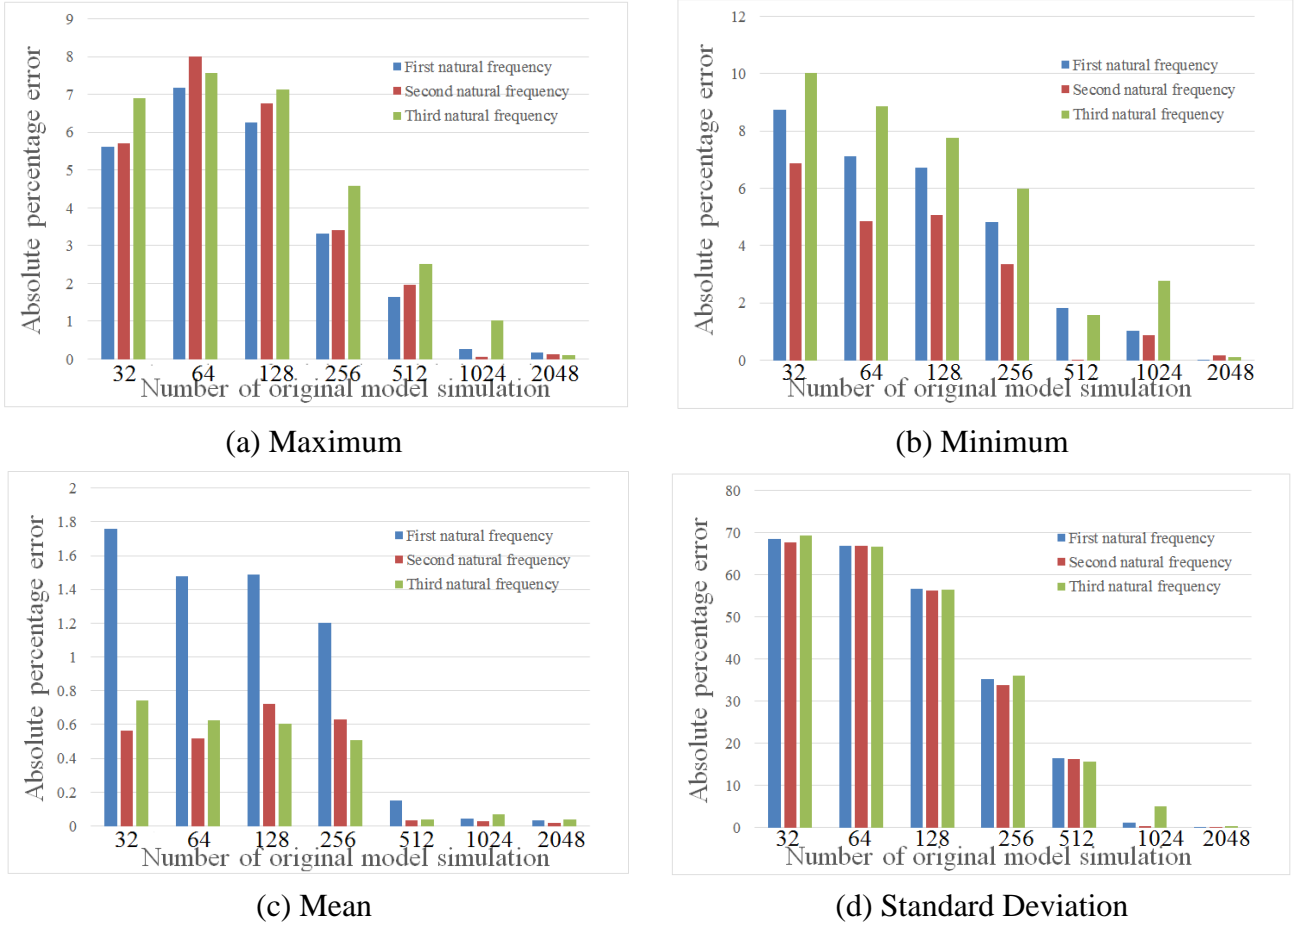 9
8
7
6
5
4
3
2
1
0
Absolute percentage error
First natural frequency
Second natural frequency
Third natural frequency
32 64 128 256 512 1024 2048
Number of original model simulation
(a) Maximum
12
10
8
6
4
2
0
Absolute percentage error
First natural frequency
Second natural frequency
Third natural frequency
32 64 128 256 512 1024 2048
Number of original model simulation
(b) Minimum
2
1.8
1.6
1.4
1.2
1
0.8
0.6
0.4
0.2
0
Absolute percentage error
First natural frequency
Second natural frequency
Third natural frequency
32 64 128 256 512 1024 2048
Number of original model simulation
(c) Mean
80
70
60
50
40
30
20
10
0
Absolute percentage error
First natural frequency
Second natural frequency
Third natural frequency
32 64 128 256 512 1024 2048
Number of original model simulation
(d) Standard Deviation